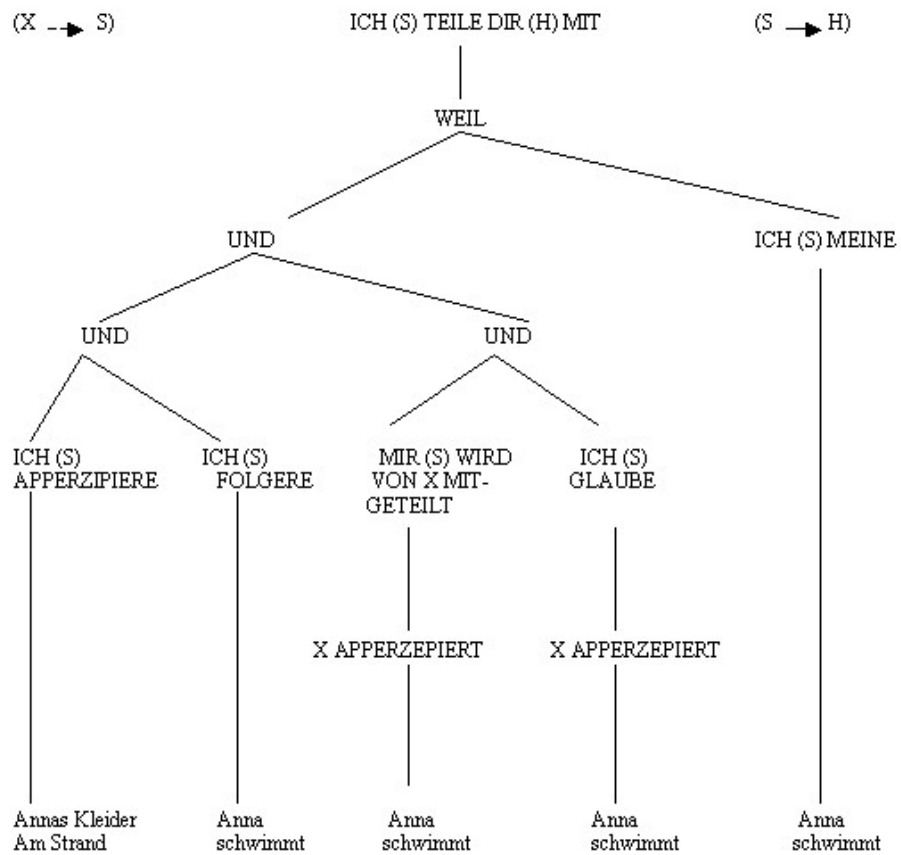 (X → S) ICH (S) TEILE DIR (H) MIT (S → H)
WEIL
UND ICH (S) MEINE
UND UND
ICH (S) ICH (S) MIR (S) WIRD ICH (S)
APPERZIPIERE FOLGERE VON X MIT- GLAUBE
GETEILT
X APPERZEPIERT X APPERZEPIERT
Annas Kleider Anna Anna Anna Anna
Am Strand schwimmt schwimmt schwimmt schwimmt